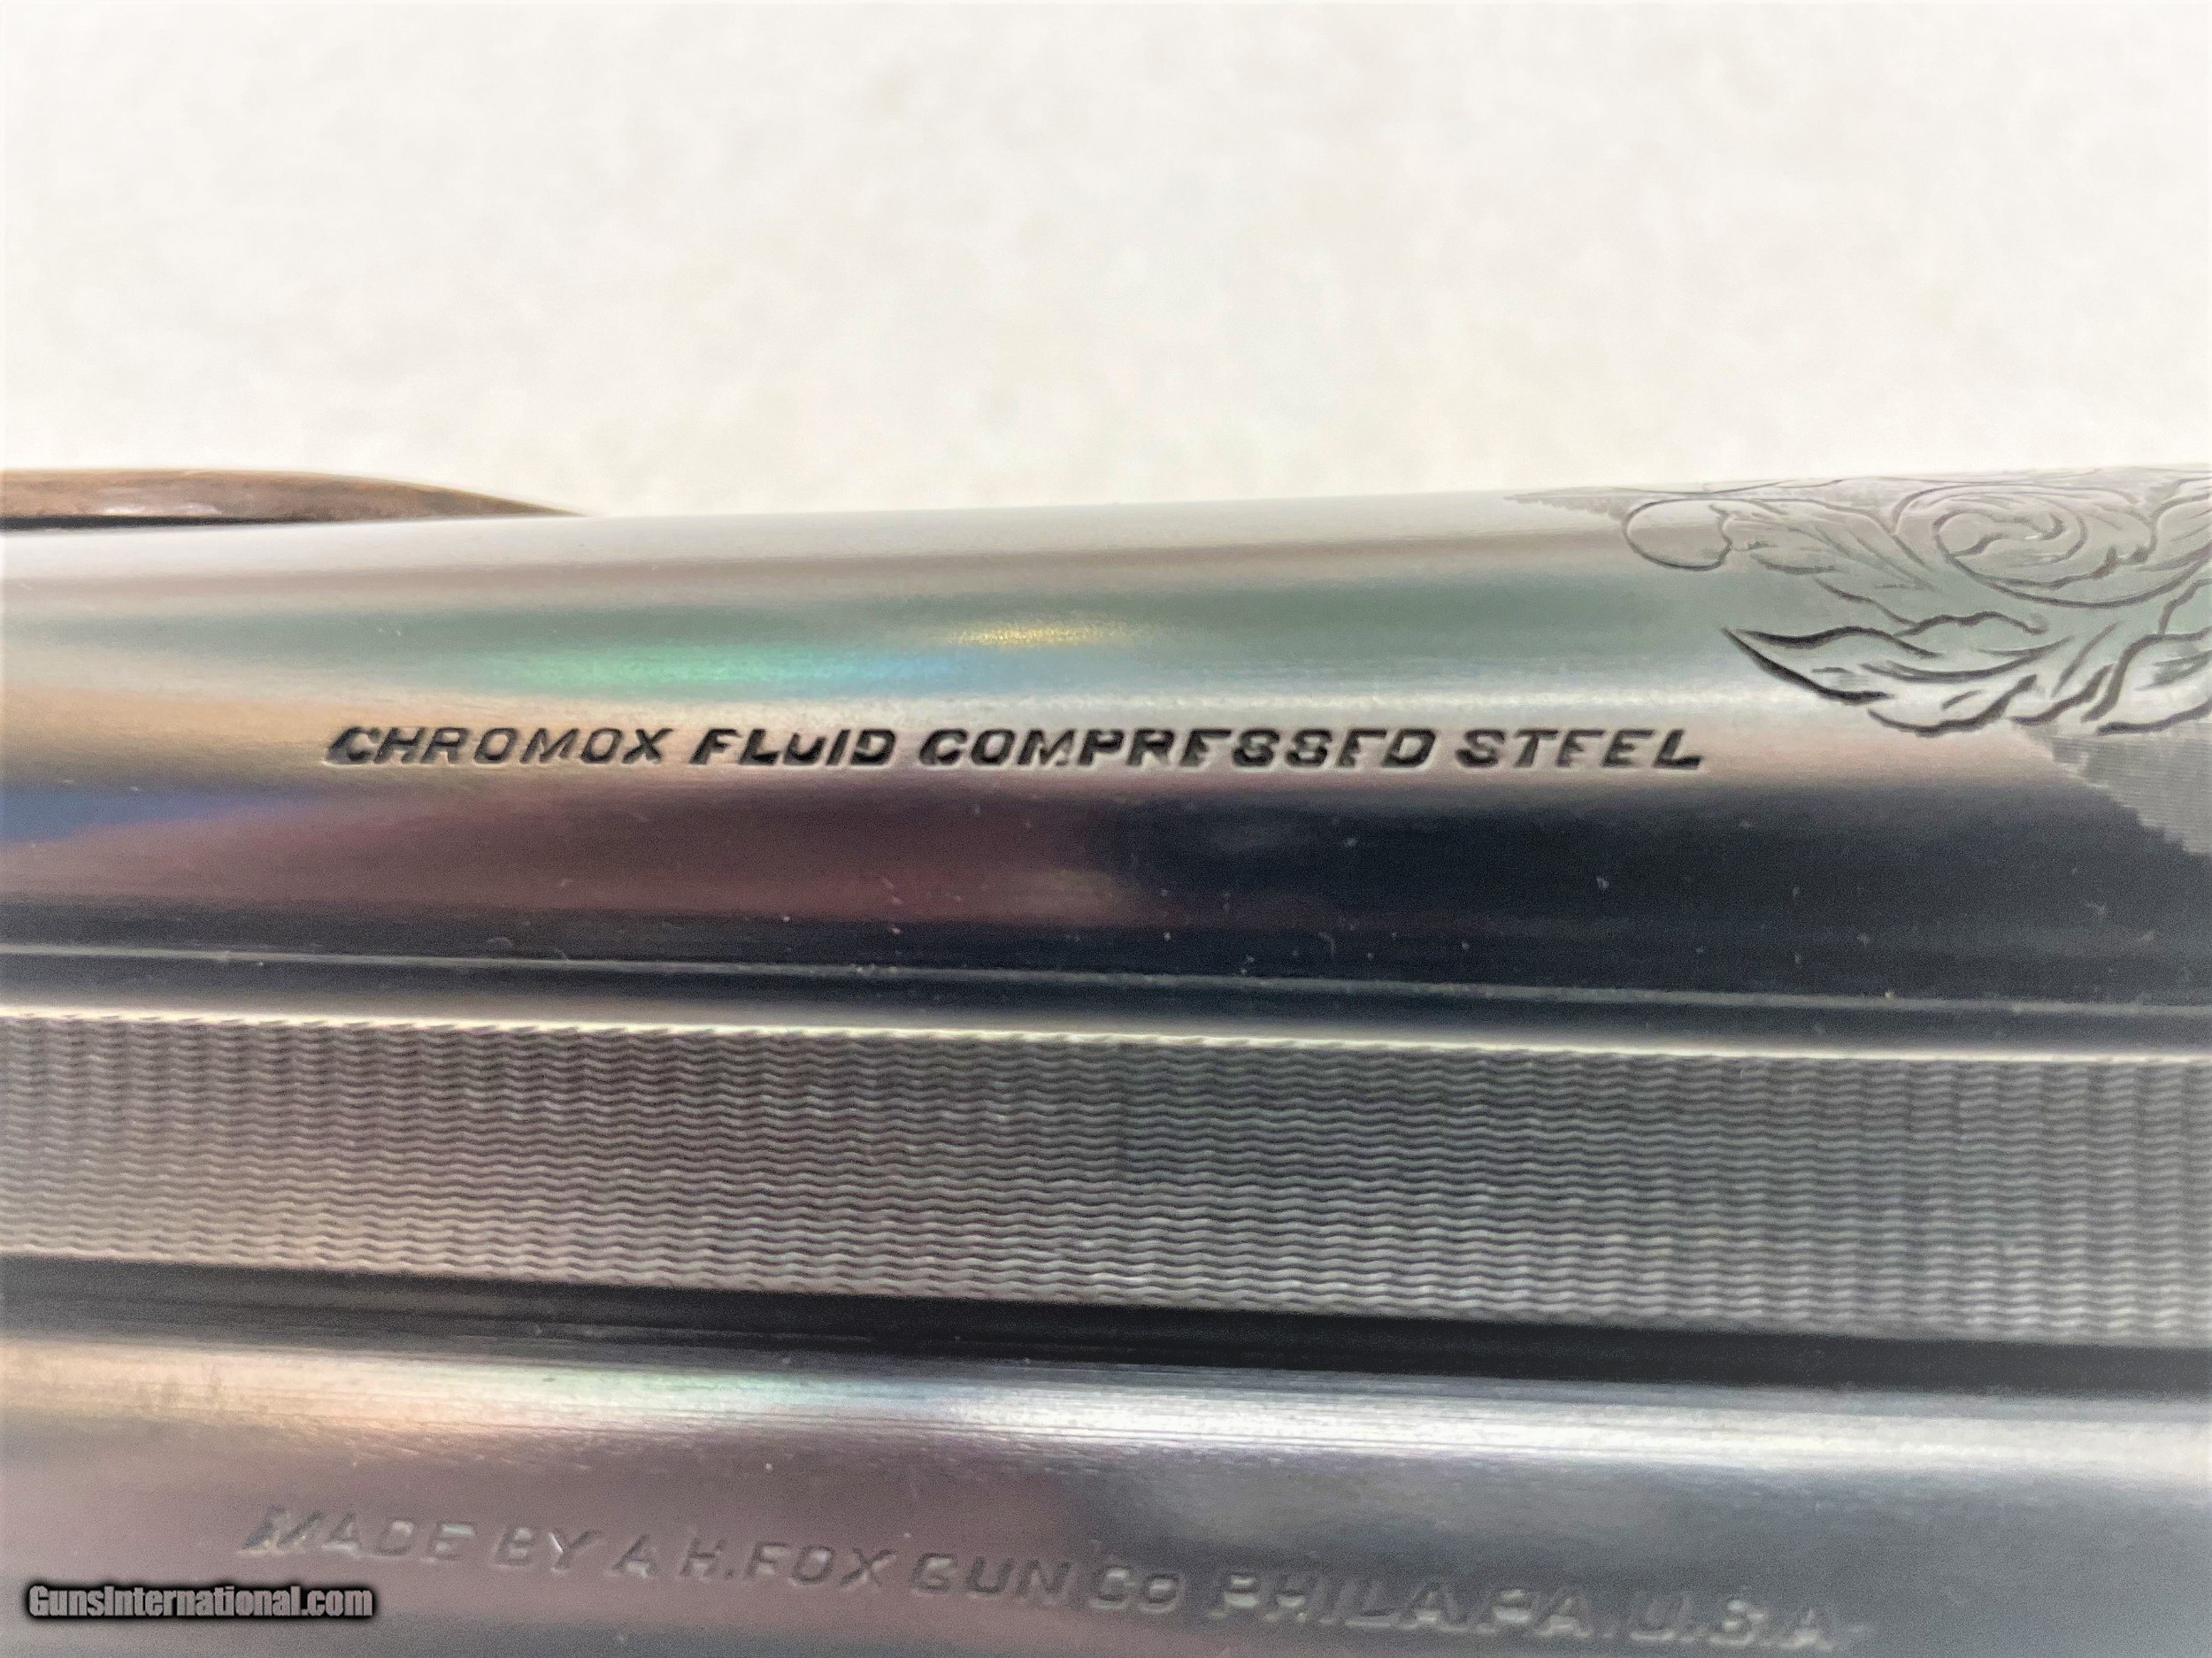 CHROMOX FLUID COMPRESSED STEEL
MADE BY A.H.FOX GUN CO PHILA.PA.U.S.A.
GunsInternational.com